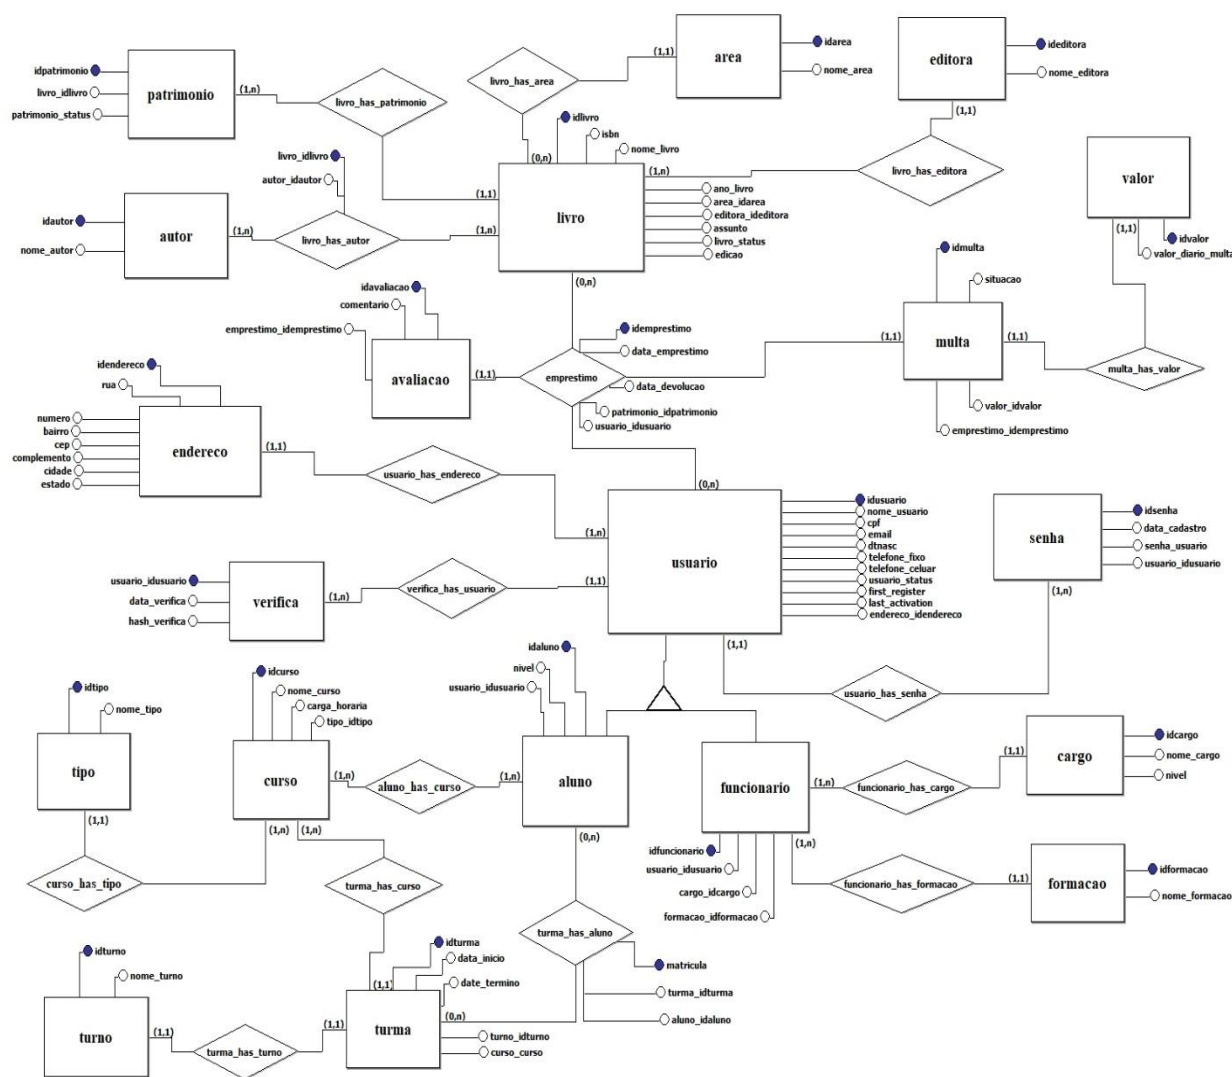 area
(1,1)
idarea
nome_area
livro_has_area
editora
ideditora
nome_editora
(1,1)
patrimonio
idpatrimonio
livro_idlivro
patrimonio_status
(1,n)
livro_has_patrimonio
(1,1)
idlivro
isbn
nome_livro
(0,n)
(1,n)
livro_has_editora
livro
ano_livro
area_idarea
editora_ideditora
assunto
livro_status
edicao
(1,n)
(0,n)
livro_idlivro
autor_idautor
autor
idautor
nome_autor
(1,n)
livro_has_autor
valor
(1,1)
idvalor
valor_diario_multa
idmulta
situacao
(1,1)
multa
(1,1)
multa_has_valor
valor_idvalor
emprestimo_idemprestimo
idavaliacao
comentario
emprestimo_idemprestimo
avaliacao
(1,1)
emprestimo
idemprestimo
data_emprestimo
data_devolucao
patrimonio_idpatrimonio
usuario_idusuario
idendereco
rua
numero
bairro
cep
complemento
cidade
estado
endereco
(1,1)
usuario_has_endereco
(1,n)
(0,n)
usuario
idusuario
nome_usuario
cpf
email
dtnasc
telefone_fixo
telefone_celuar
usuario_status
first_register
last_activation
endereco_idendereco
(1,1)
(1,1)
senha
idsenha
data_cadastro
senha_usuario
usuario_idusuario
(1,n)
usuario_has_senha
usuario_idusuario
data_verifica
hash_verifica
verifica
(1,n)
verifica_has_usuario
idtipo
nome_tipo
tipo
(1,1)
curso_has_tipo
idcurso
nome_curso
carga_horaria
tipo_idtipo
curso
(1,n)
(1,n)
(1,n)
aluno_has_curso
idaluno
nivel
usuario_idusuario
aluno
(1,n)
(0,n)
funcionario
(1,n)
(1,n)
idfuncionario
usuario_idusuario
cargo_idcargo
formacao_idformacao
funcionario_has_cargo
(1,1)
cargo
idcargo
nome_cargo
nivel
funcionario_has_formacao
(1,1)
formacao
idformacao
nome_formacao
turma_has_curso
turma_has_aluno
matricula
turma_idturma
aluno_idaluno
idturno
nome_turno
turno
(1,1)
turma_has_turno
(1,1)
idturma
data_inicio
date_termino
(1,1)
(0,n)
turma
turno_idturno
curso_curso